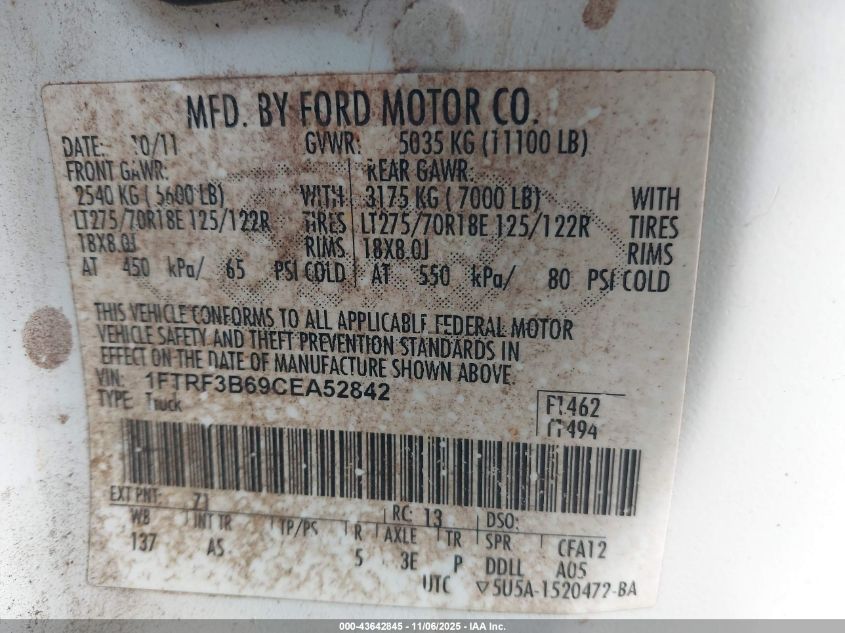 MFD. BY FORD MOTOR CO.
DATE: 10/11 GVWR: 5035 KG (11100 LB)
FRONT GAWR: REAR GAWR:
2540 KG ( 5600 LB) WITH 3175 KG ( 7000 LB) WITH
LT275/70R18E 125/122R TIRES LT275/70R18E 125/122R TIRES
18X8.0J RIMS 18X8.0J RIMS
AT 450 kPa/ 65 PSI COLD AT 550 kPa/ 80 PSI COLD
THIS VEHICLE CONFORMS TO ALL APPLICABLE FEDERAL MOTOR
VEHICLE SAFETY AND THEFT PREVENTION STANDARDS IN
EFFECT ON THE DATE OF MANUFACTURE SHOWN ABOVE.
VIN: 1FTRF3B69CEA52842
TYPE: Truck
F1462
494
EXT PNT: Z1 RC: 13 DSO:
WB INT TR TP/PS R AXLE TR SPR CFA12
137 AS 5 3E P DDLL A05
UTC ▽5U5A-1520472-BA
000-43642845 - 11/06/2025 - IAA Inc.